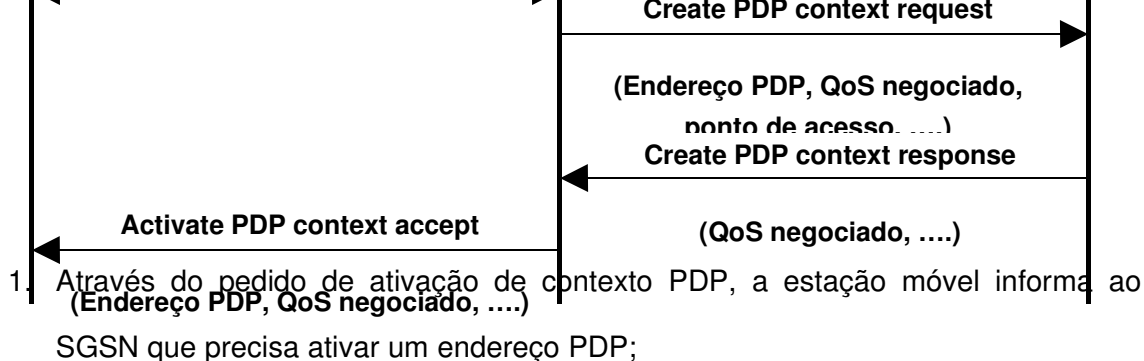 Create PDP context request
(Endereço PDP, QoS negociado,
ponto de acesso, ….)
Create PDP context response
Activate PDP context accept
(QoS negociado, ….)
1. Através do pedido de ativação de contexto PDP, a estação móvel informa ao
(Endereço PDP, QoS negociado, ….)
SGSN que precisa ativar um endereço PDP;